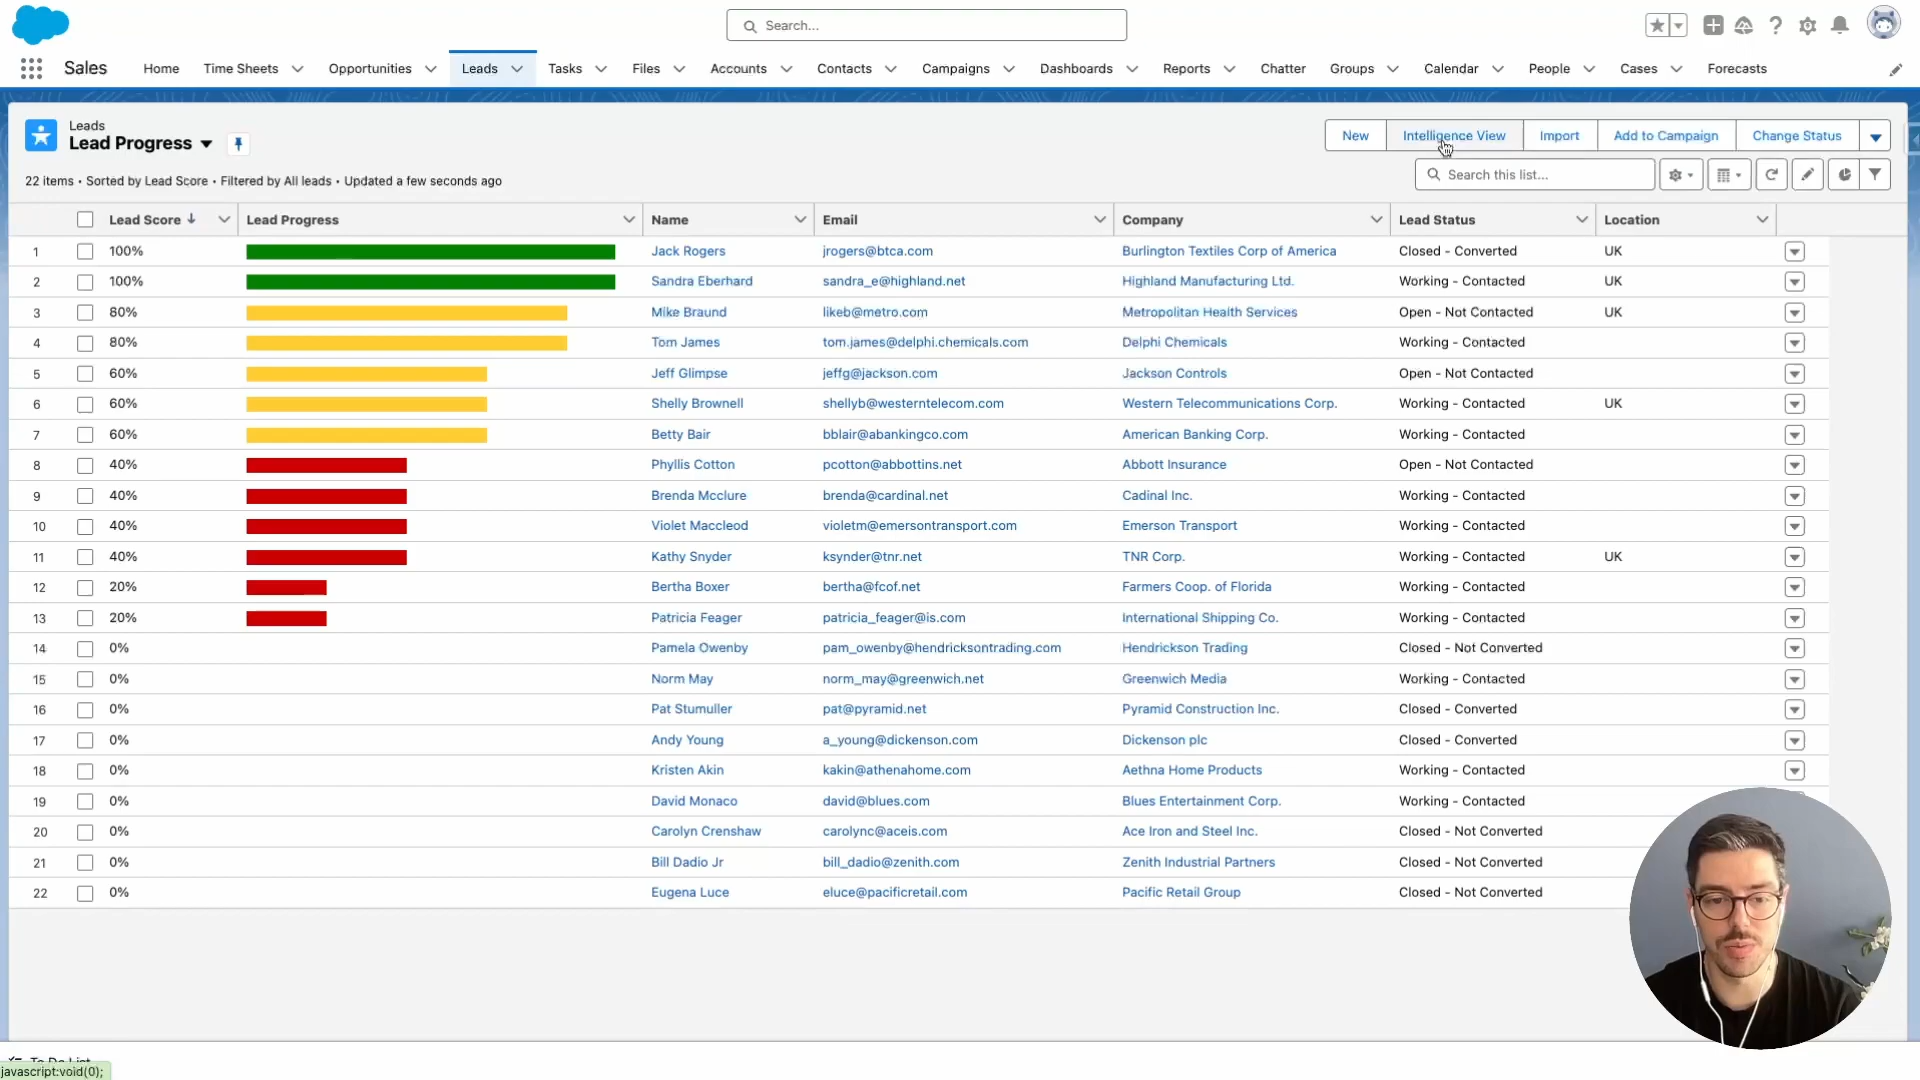 Search...
Sales Home Time Sheets Opportunities Leads Tasks Files Accounts Contacts Campaigns Dashboards Reports Chatter Groups Calendar People Cases Forecasts
Leads
Lead Progress
New Intelligence View Import Add to Campaign Change Status
22 items • Sorted by Lead Score • Filtered by All leads • Updated a few seconds ago
Search this list...
Lead Score Lead Progress Name Email Company Lead Status Location
1 100% Jack Rogers jrogers@btca.com Burlington Textiles Corp of America Closed - Converted UK
2 100% Sandra Eberhard sandra_e@highland.net Highland Manufacturing Ltd. Working - Contacted UK
3 80% Mike Braund likeb@metro.com Metropolitan Health Services Open - Not Contacted UK
4 80% Tom James tom.james@delphi.chemicals.com Delphi Chemicals Working - Contacted
5 60% Jeff Glimpse jeffg@jackson.com Jackson Controls Open - Not Contacted
6 60% Shelly Brownell shellyb@westerntelecom.com Western Telecommunications Corp. Working - Contacted UK
7 60% Betty Bair bblair@abankingco.com American Banking Corp. Working - Contacted
8 40% Phyllis Cotton pcotton@abbottins.net Abbott Insurance Open - Not Contacted
9 40% Brenda Mcclure brenda@cardinal.net Cadinal Inc. Working - Contacted
10 40% Violet Maccleod violetm@emersontransport.com Emerson Transport Working - Contacted
11 40% Kathy Snyder ksynder@tnr.net TNR Corp. Working - Contacted UK
12 20% Bertha Boxer bertha@fcof.net Farmers Coop. of Florida Working - Contacted
13 20% Patricia Feager patricia_feager@is.com International Shipping Co. Working - Contacted
14 0% Pamela Owenby pam_owenby@hendricksontrading.com Hendrickson Trading Closed - Not Converted
15 0% Norm May norm_may@greenwich.net Greenwich Media Working - Contacted
16 0% Pat Stumuller pat@pyramid.net Pyramid Construction Inc. Closed - Converted
17 0% Andy Young a_young@dickenson.com Dickenson plc Closed - Converted
18 0% Kristen Akin kakin@athenahome.com Aethna Home Products Working - Contacted
19 0% David Monaco david@blues.com Blues Entertainment Corp. Working - Contacted
20 0% Carolyn Crenshaw carolync@aceis.com Ace Iron and Steel Inc. Closed - Not Converted
21 0% Bill Dadio Jr bill_dadio@zenith.com Zenith Industrial Partners Closed - Not Converted
22 0% Eugena Luce eluce@pacificretail.com Pacific Retail Group Closed - Not Converted
To Do List
javascript:void(0);